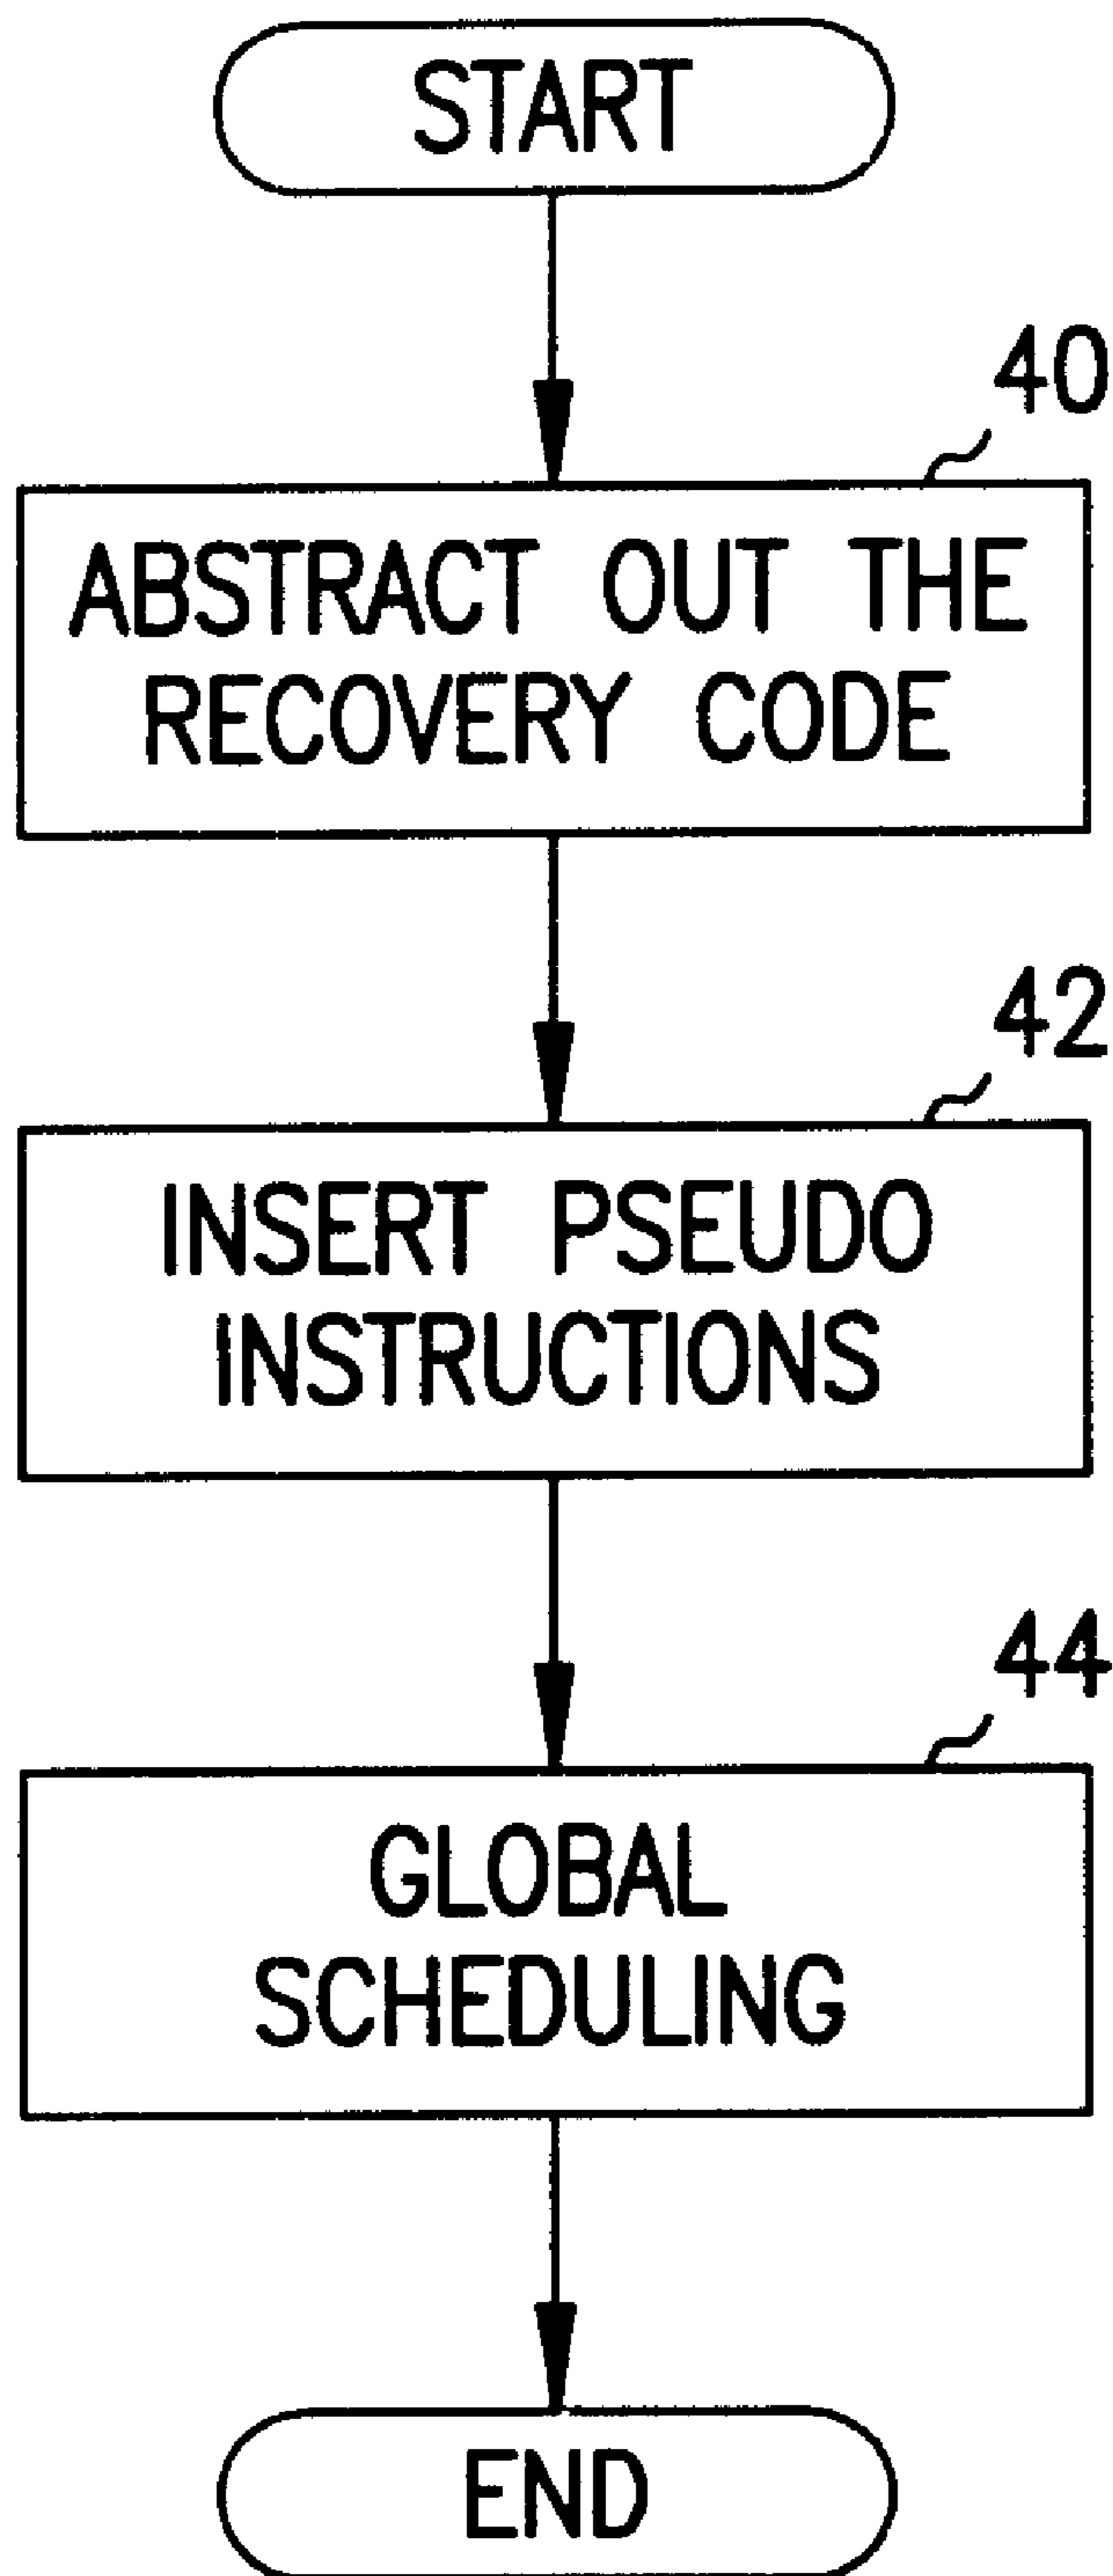 START
40
ABSTRACT OUT THE
RECOVERY CODE
42
INSERT PSEUDO
INSTRUCTIONS
44
GLOBAL
SCHEDULING
END